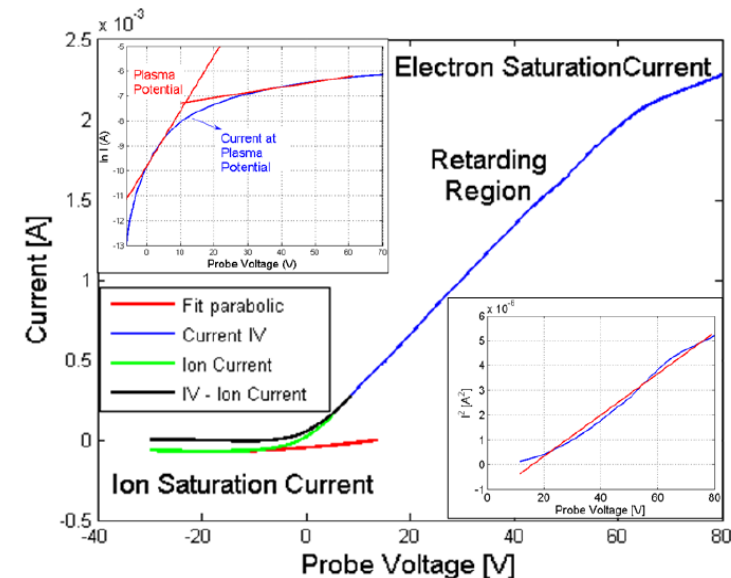 x 10⁻³
2.5
2
1.5
1
0.5
0
-0.5
-40
-20
0
20
40
60
80
Current [A]
Probe Voltage [V]
Electron SaturationCurrent
Retarding
Region
Ion Saturation Current
Fit parabolic
Current IV
Ion Current
IV - Ion Current
-5
-6
-7
-8
-9
-10
-11
-12
-13
0
10
20
30
40
50
60
70
ln I (A)
Probe Voltage (V)
Plasma
Potential
Current at
Plasma
Potential
x 10⁻⁶
6
5
4
3
2
1
0
-1
0
20
40
60
80
I² [A²]
Probe Voltage [V]